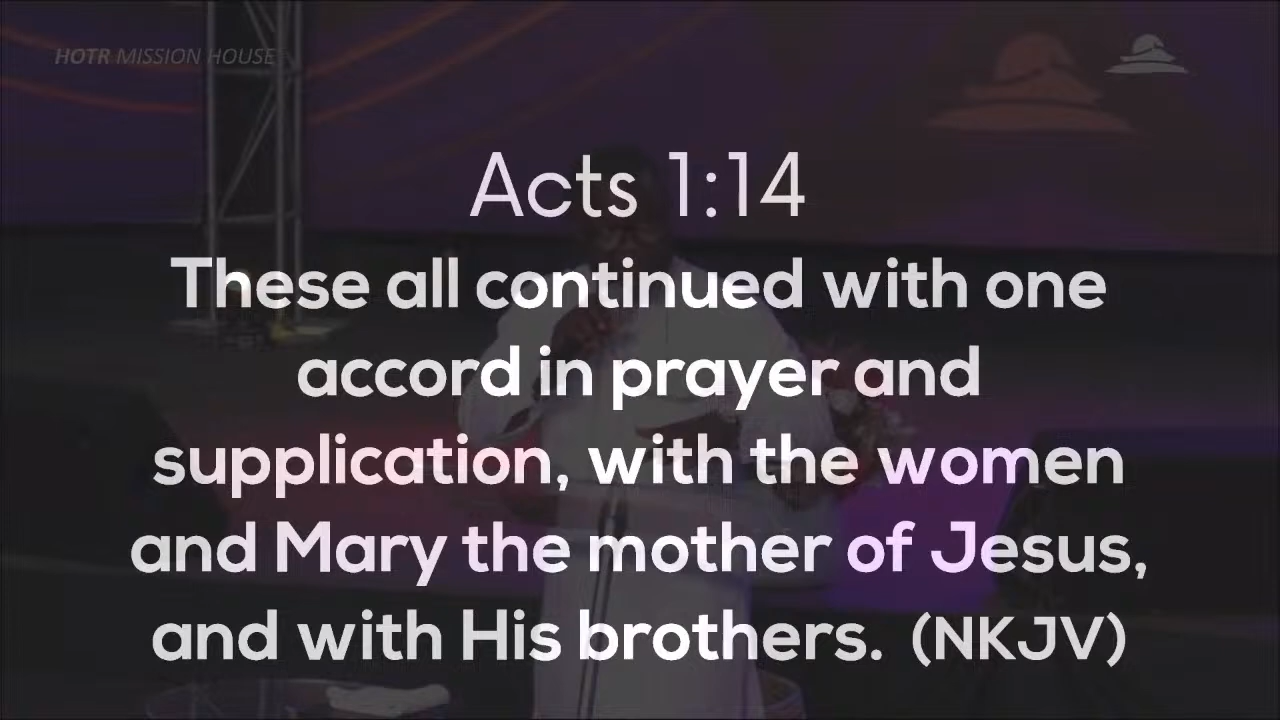 HOTR MISSION HOUSE
Acts 1:14
These all continued with one
accord in prayer and
supplication, with the women
and Mary the mother of Jesus,
and with His brothers. (NKJV)